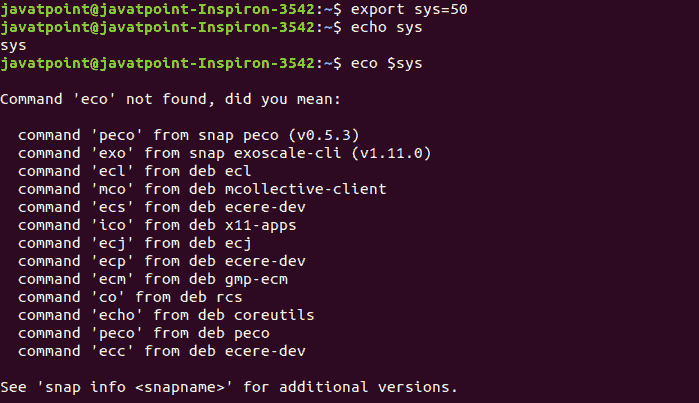 javatpoint@javatpoint-Inspiron-3542:~$ export sys=50
javatpoint@javatpoint-Inspiron-3542:~$ echo sys
sys
javatpoint@javatpoint-Inspiron-3542:~$ eco $sys
Command 'eco' not found, did you mean:
command 'peco' from snap peco (v0.5.3)
command 'exo' from snap exoscale-cli (v1.11.0)
command 'ecl' from deb ecl
command 'mco' from deb mcollective-client
command 'ecs' from deb ecere-dev
command 'ico' from deb x11-apps
command 'ecj' from deb ecj
command 'ecp' from deb ecere-dev
command 'ecm' from deb gmp-ecm
command 'co' from deb rcs
command 'echo' from deb coreutils
command 'peco' from deb peco
command 'ecc' from deb ecere-dev
See 'snap info <snapname>' for additional versions.